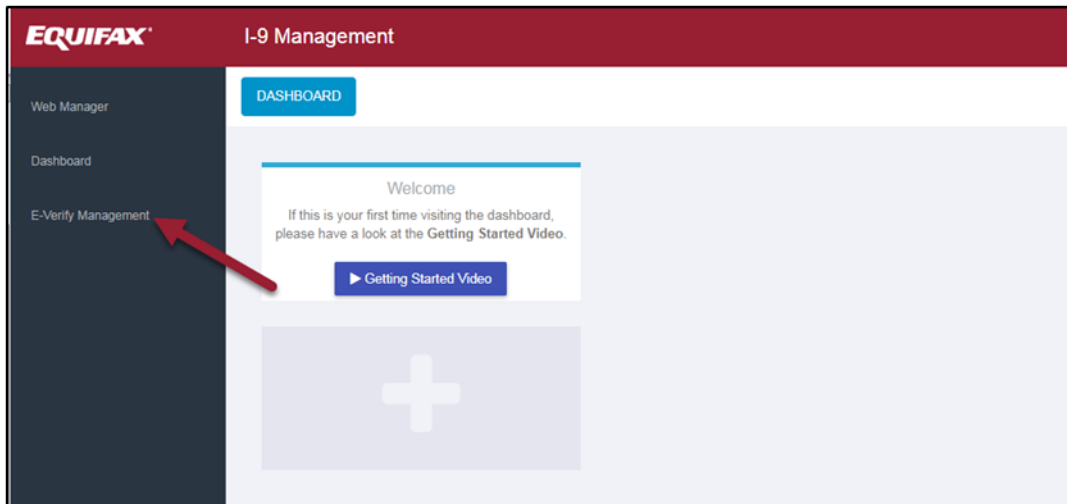 EQUIFAX
I-9 Management
Web Manager
Dashboard
E-Verify Management
DASHBOARD
Welcome
If this is your first time visiting the dashboard,
please have a look at the Getting Started Video.
Getting Started Video